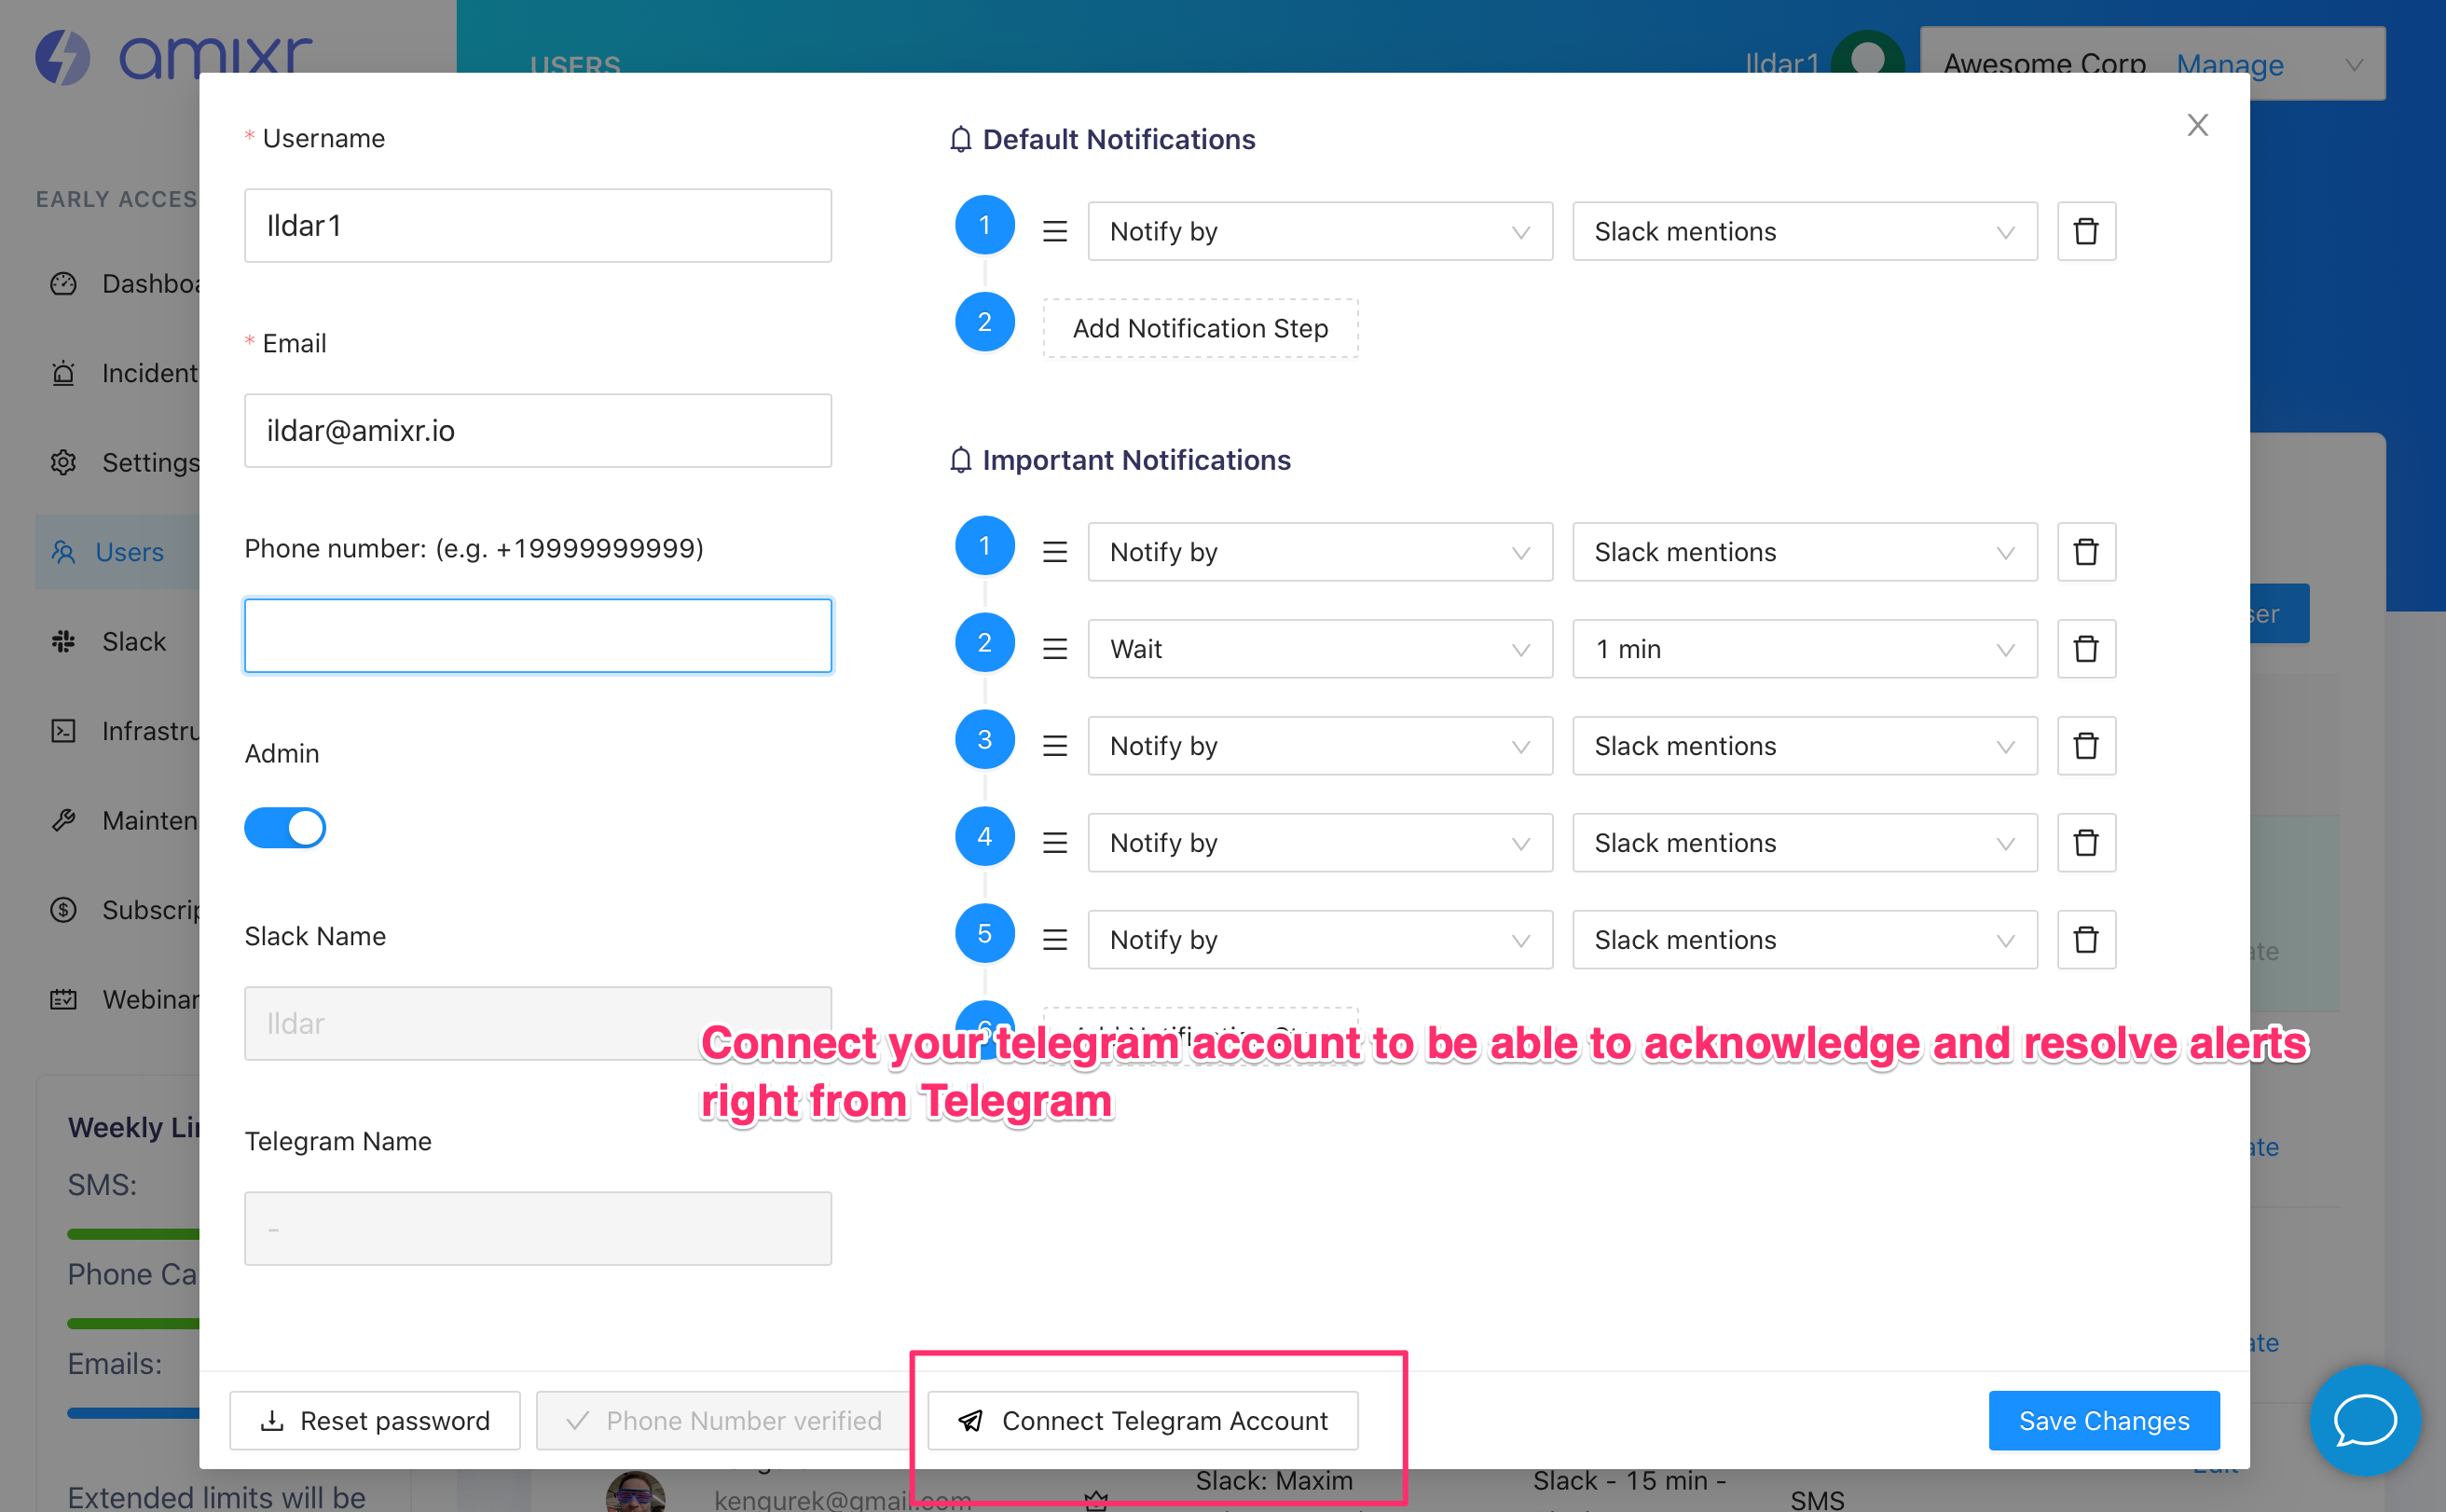 amixr
USERS
Ildar1
Awesome Corp Manage
EARLY ACCES
Dashboa
Incident
Settings
Users
Slack
Infrastru
Mainten
Subscrip
Webinar
Weekly Li
SMS:
Phone Ca
Emails:
Extended limits will be
* Username
Ildar1
* Email
ildar@amixr.io
Phone number: (e.g. +19999999999)
Admin
Slack Name
Ildar
Telegram Name
-
Default Notifications
1 Notify by Slack mentions
2 Add Notification Step
Important Notifications
1 Notify by Slack mentions
2 Wait 1 min
3 Notify by Slack mentions
4 Notify by Slack mentions
5 Notify by Slack mentions
6
Connect your telegram account to be able to acknowledge and resolve alerts
right from Telegram
Reset password Phone Number verified Connect Telegram Account Save Changes
ser
ate
ate
ate
Edit
Slack: Maxim Slack - 15 min -
kengurek@gmail.com SMS